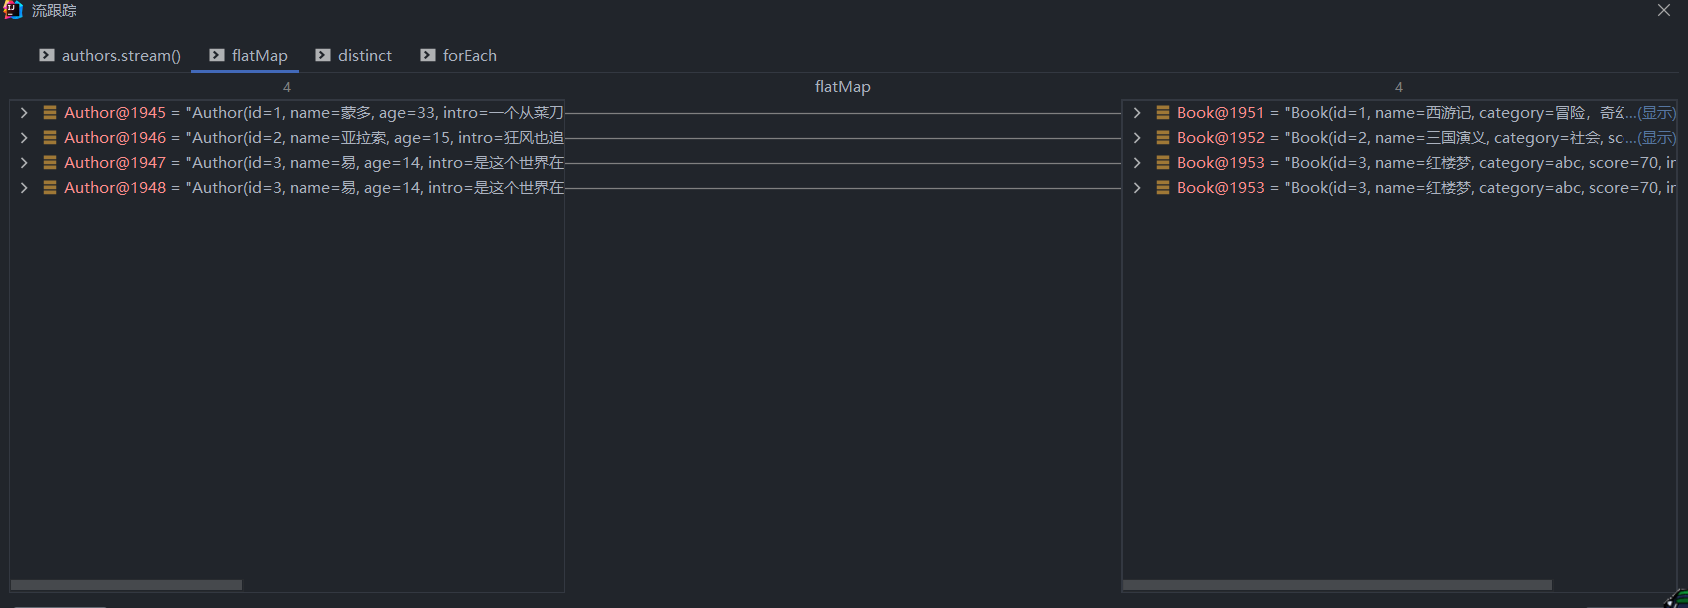 流跟踪
authors.stream() flatMap distinct forEach
4 flatMap 4
Author@1945 = "Author(id=1, name=蒙多, age=33, intro=一个从菜刀
Author@1946 = "Author(id=2, name=亚拉索, age=15, intro=狂风也追
Author@1947 = "Author(id=3, name=易, age=14, intro=是这个世界在
Author@1948 = "Author(id=3, name=易, age=14, intro=是这个世界在
Book@1951 = "Book(id=1, name=西游记, category=冒险，奇幻...(显示)
Book@1952 = "Book(id=2, name=三国演义, category=社会, sc...(显示)
Book@1953 = "Book(id=3, name=红楼梦, category=abc, score=70, in
Book@1953 = "Book(id=3, name=红楼梦, category=abc, score=70, in